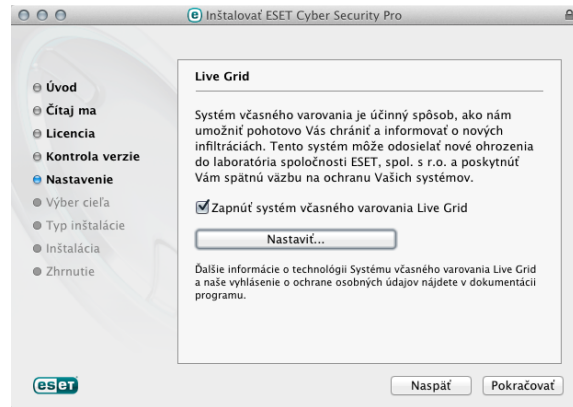 Inštalovať ESET Cyber Security Pro
Úvod
Čítaj ma
Licencia
Kontrola verzie
Nastavenie
Výber cieľa
Typ inštalácie
Inštalácia
Zhrnutie
Live Grid
Systém včasného varovania je účinný spôsob, ako nám
umožniť pohotovo Vás chrániť a informovať o nových
infiltráciách. Tento systém môže odosielať nové ohrozenia
do laboratória spoločnosti ESET, spol. s r.o. a poskytnúť
Vám spätnú väzbu na ochranu Vašich systémov.
Zapnúť systém včasného varovania Live Grid
Nastaviť...
Ďalšie informácie o technológii Systému včasného varovania Live Grid
a naše vyhlásenie o ochrane osobných údajov nájdete v dokumentácii
programu.
eseT
Naspäť
Pokračovať